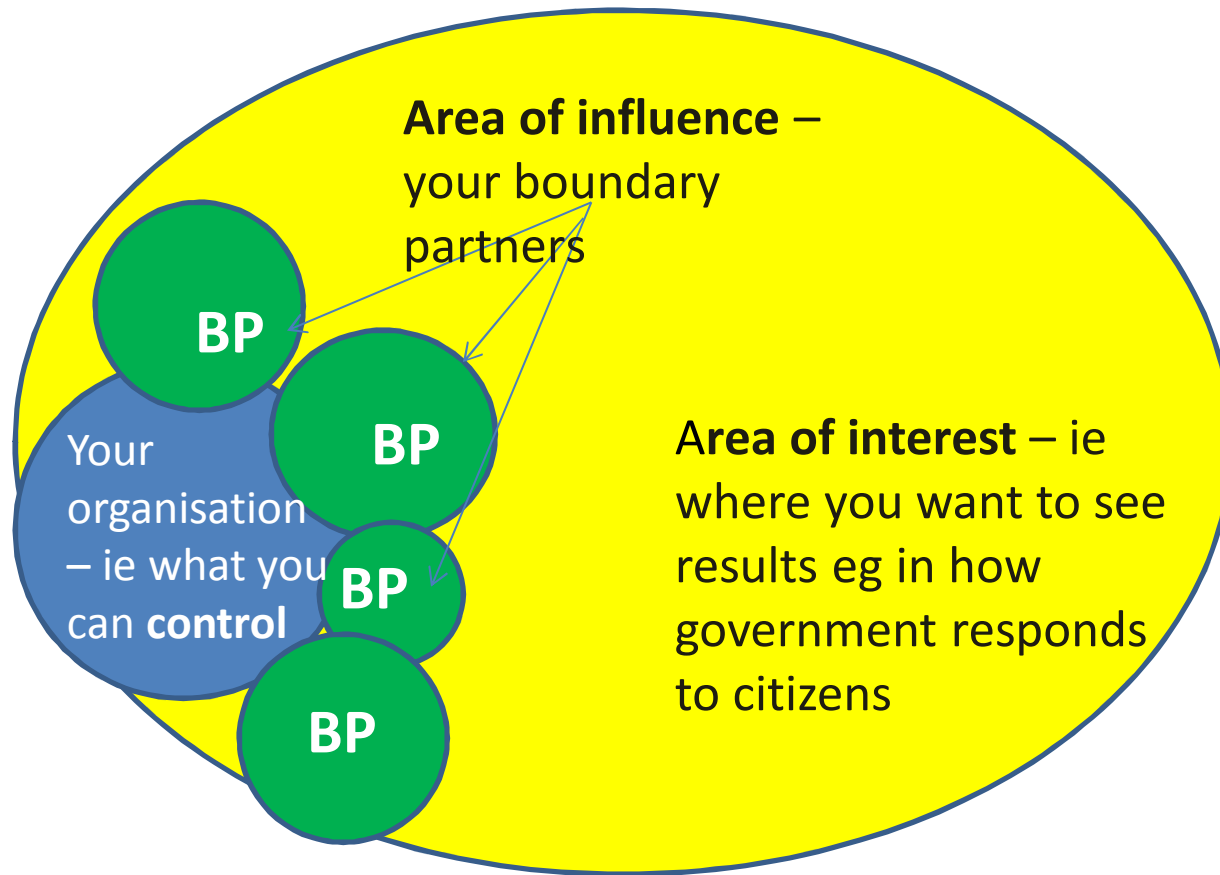 Area of influence –
your boundary
partners
BP
BP
Your
organisation
– ie what you
can control
BP
BP
Area of interest – ie
where you want to see
results eg in how
government responds
to citizens